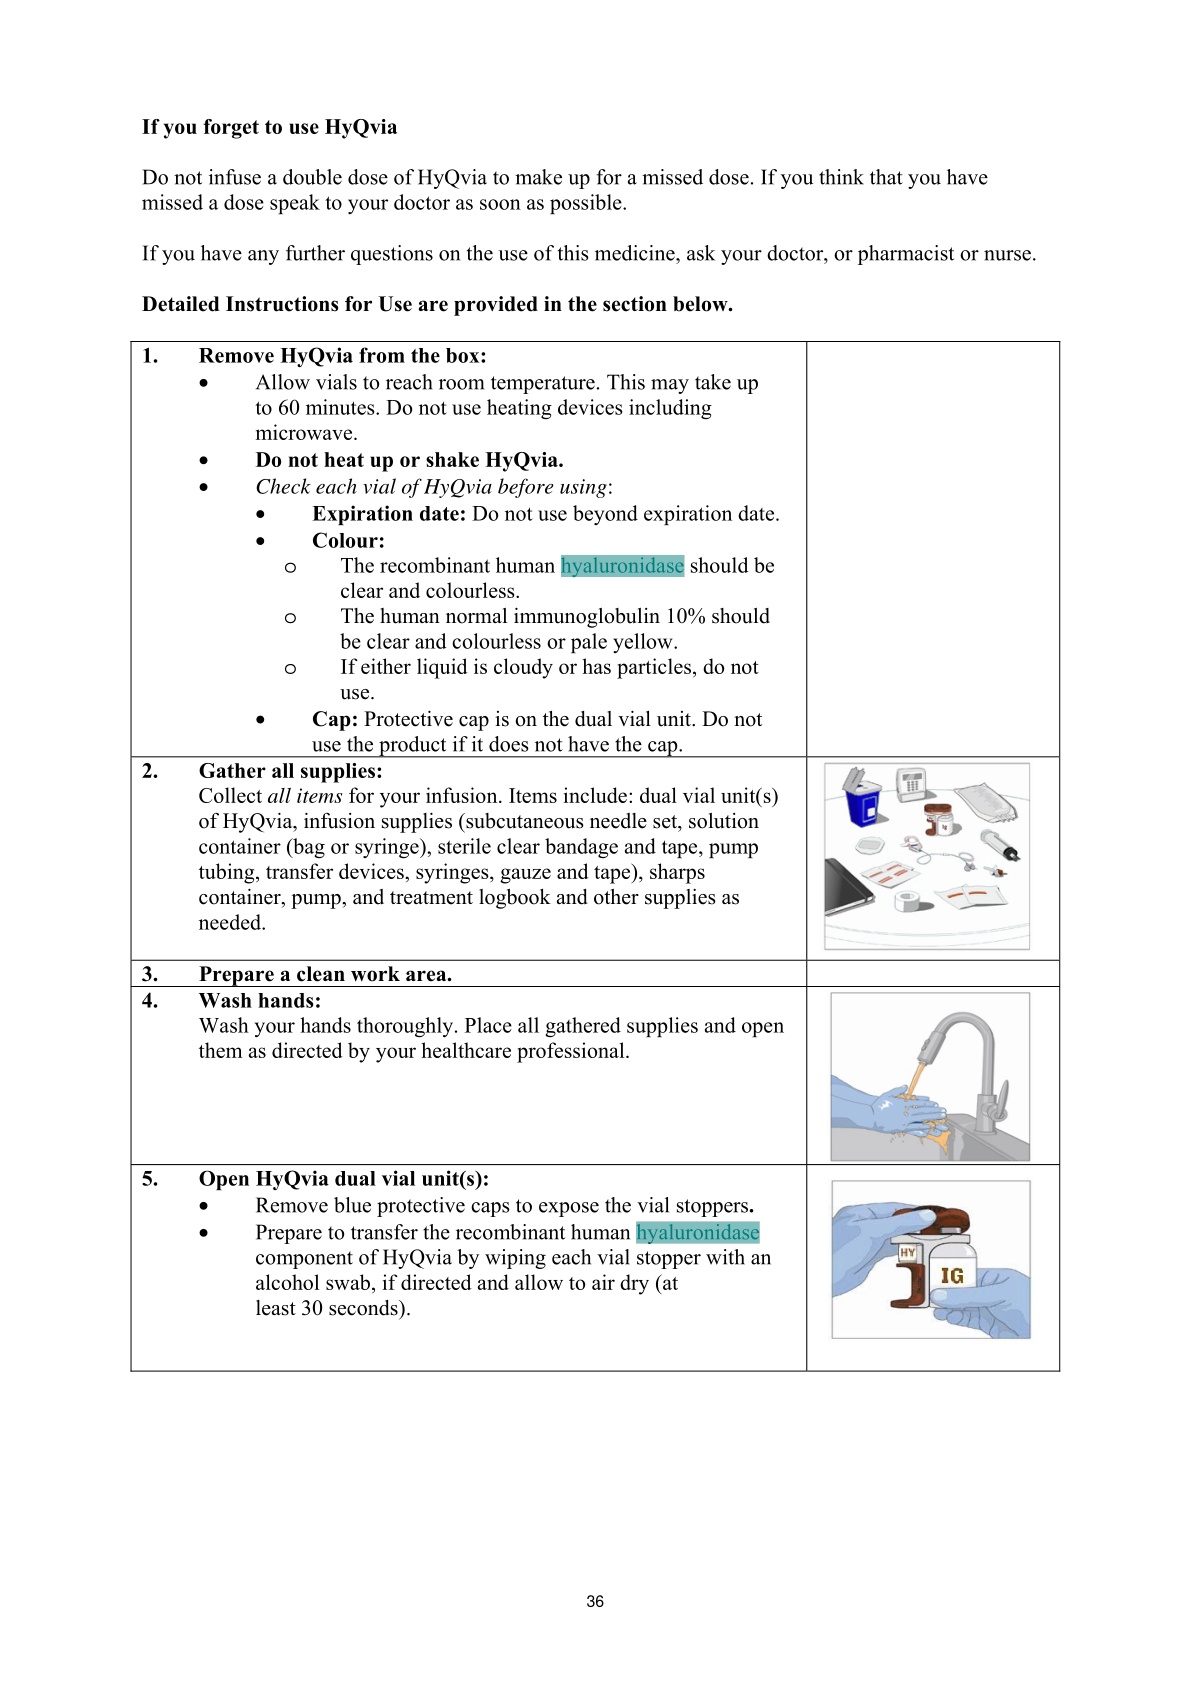 If you forget to use HyQvia
Do not infuse a double dose of HyQvia to make up for a missed dose. If you think that you have
missed a dose speak to your doctor as soon as possible.
If you have any further questions on the use of this medicine, ask your doctor, or pharmacist or nurse.
Detailed Instructions for Use are provided in the section below.
1. Remove HyQvia from the box:
• Allow vials to reach room temperature. This may take up
to 60 minutes. Do not use heating devices including
microwave.
• Do not heat up or shake HyQvia.
• Check each vial of HyQvia before using:
• Expiration date: Do not use beyond expiration date.
• Colour:
o The recombinant human hyaluronidase should be
clear and colourless.
o The human normal immunoglobulin 10% should
be clear and colourless or pale yellow.
o If either liquid is cloudy or has particles, do not
use.
• Cap: Protective cap is on the dual vial unit. Do not
use the product if it does not have the cap.
2. Gather all supplies:
Collect all items for your infusion. Items include: dual vial unit(s)
of HyQvia, infusion supplies (subcutaneous needle set, solution
container (bag or syringe), sterile clear bandage and tape, pump
tubing, transfer devices, syringes, gauze and tape), sharps
container, pump, and treatment logbook and other supplies as
needed.
3. Prepare a clean work area.
4. Wash hands:
Wash your hands thoroughly. Place all gathered supplies and open
them as directed by your healthcare professional.
5. Open HyQvia dual vial unit(s):
• Remove blue protective caps to expose the vial stoppers.
• Prepare to transfer the recombinant human hyaluronidase
component of HyQvia by wiping each vial stopper with an
alcohol swab, if directed and allow to air dry (at
least 30 seconds).
HY
IG
36